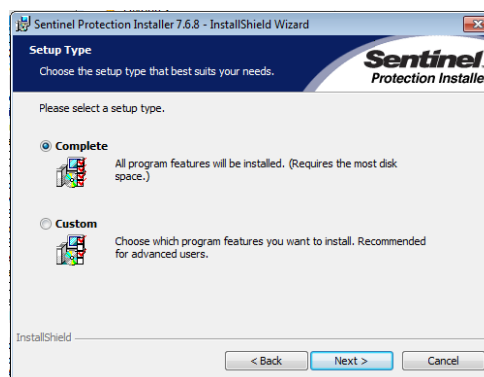 Sentinel Protection Installer 7.6.8 - InstallShield Wizard
Setup Type
Choose the setup type that best suits your needs.
Sentinel
Protection Installe
Please select a setup type.
Complete
All program features will be installed. (Requires the most disk
space.)
Custom
Choose which program features you want to install. Recommended
for advanced users.
InstallShield
< Back
Next >
Cancel